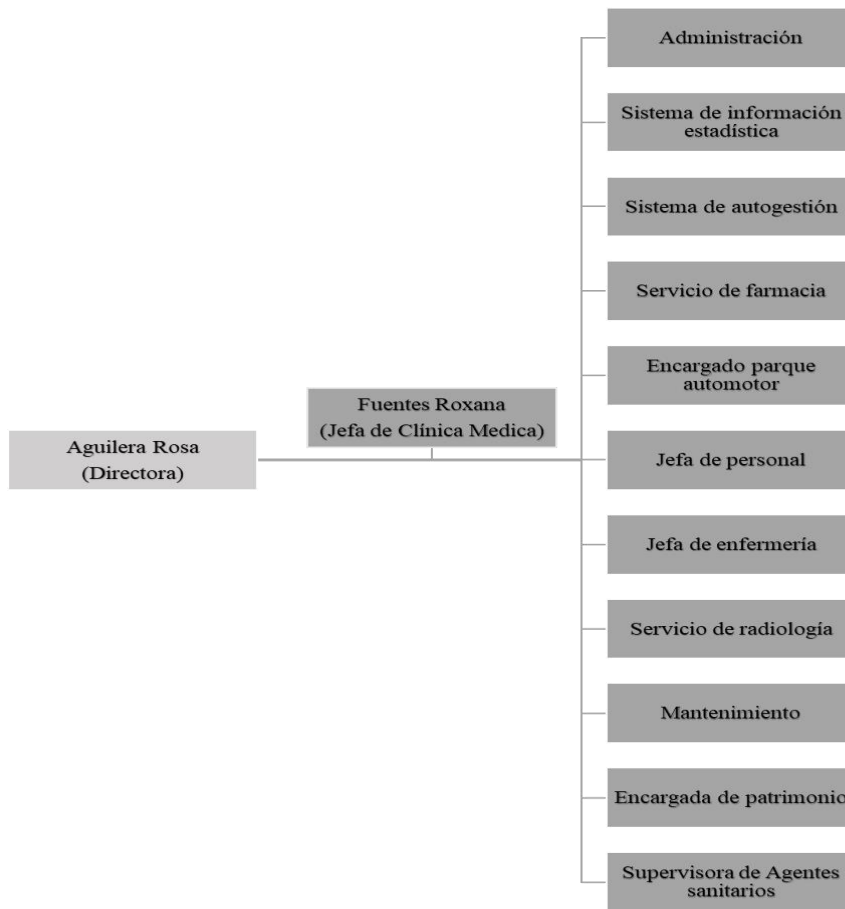 Administración
Sistema de información
estadística
Sistema de autogestión
Servicio de farmacia
Encargado parque
automotor
Fuentes Roxana
(Jefa de Clínica Medica)
Aguilera Rosa
(Directora)
Jefa de personal
Jefa de enfermería
Servicio de radiología
Mantenimiento
Encargada de patrimonio
Supervisora de Agentes
sanitarios